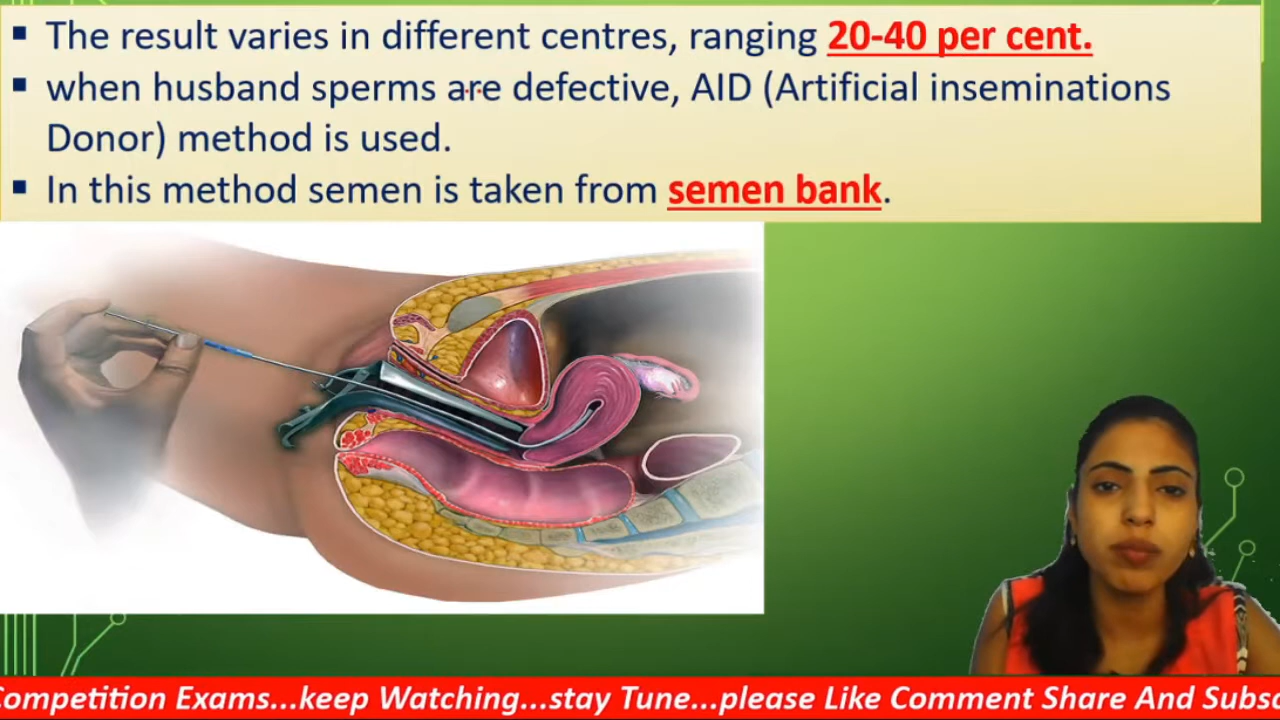 ▪ The result varies in different centres, ranging 20-40 per cent.
▪ when husband sperms are defective, AID (Artificial inseminations
Donor) method is used.
▪ In this method semen is taken from semen bank.
Competition Exams...keep Watching...stay Tune...please Like Comment Share And Subs